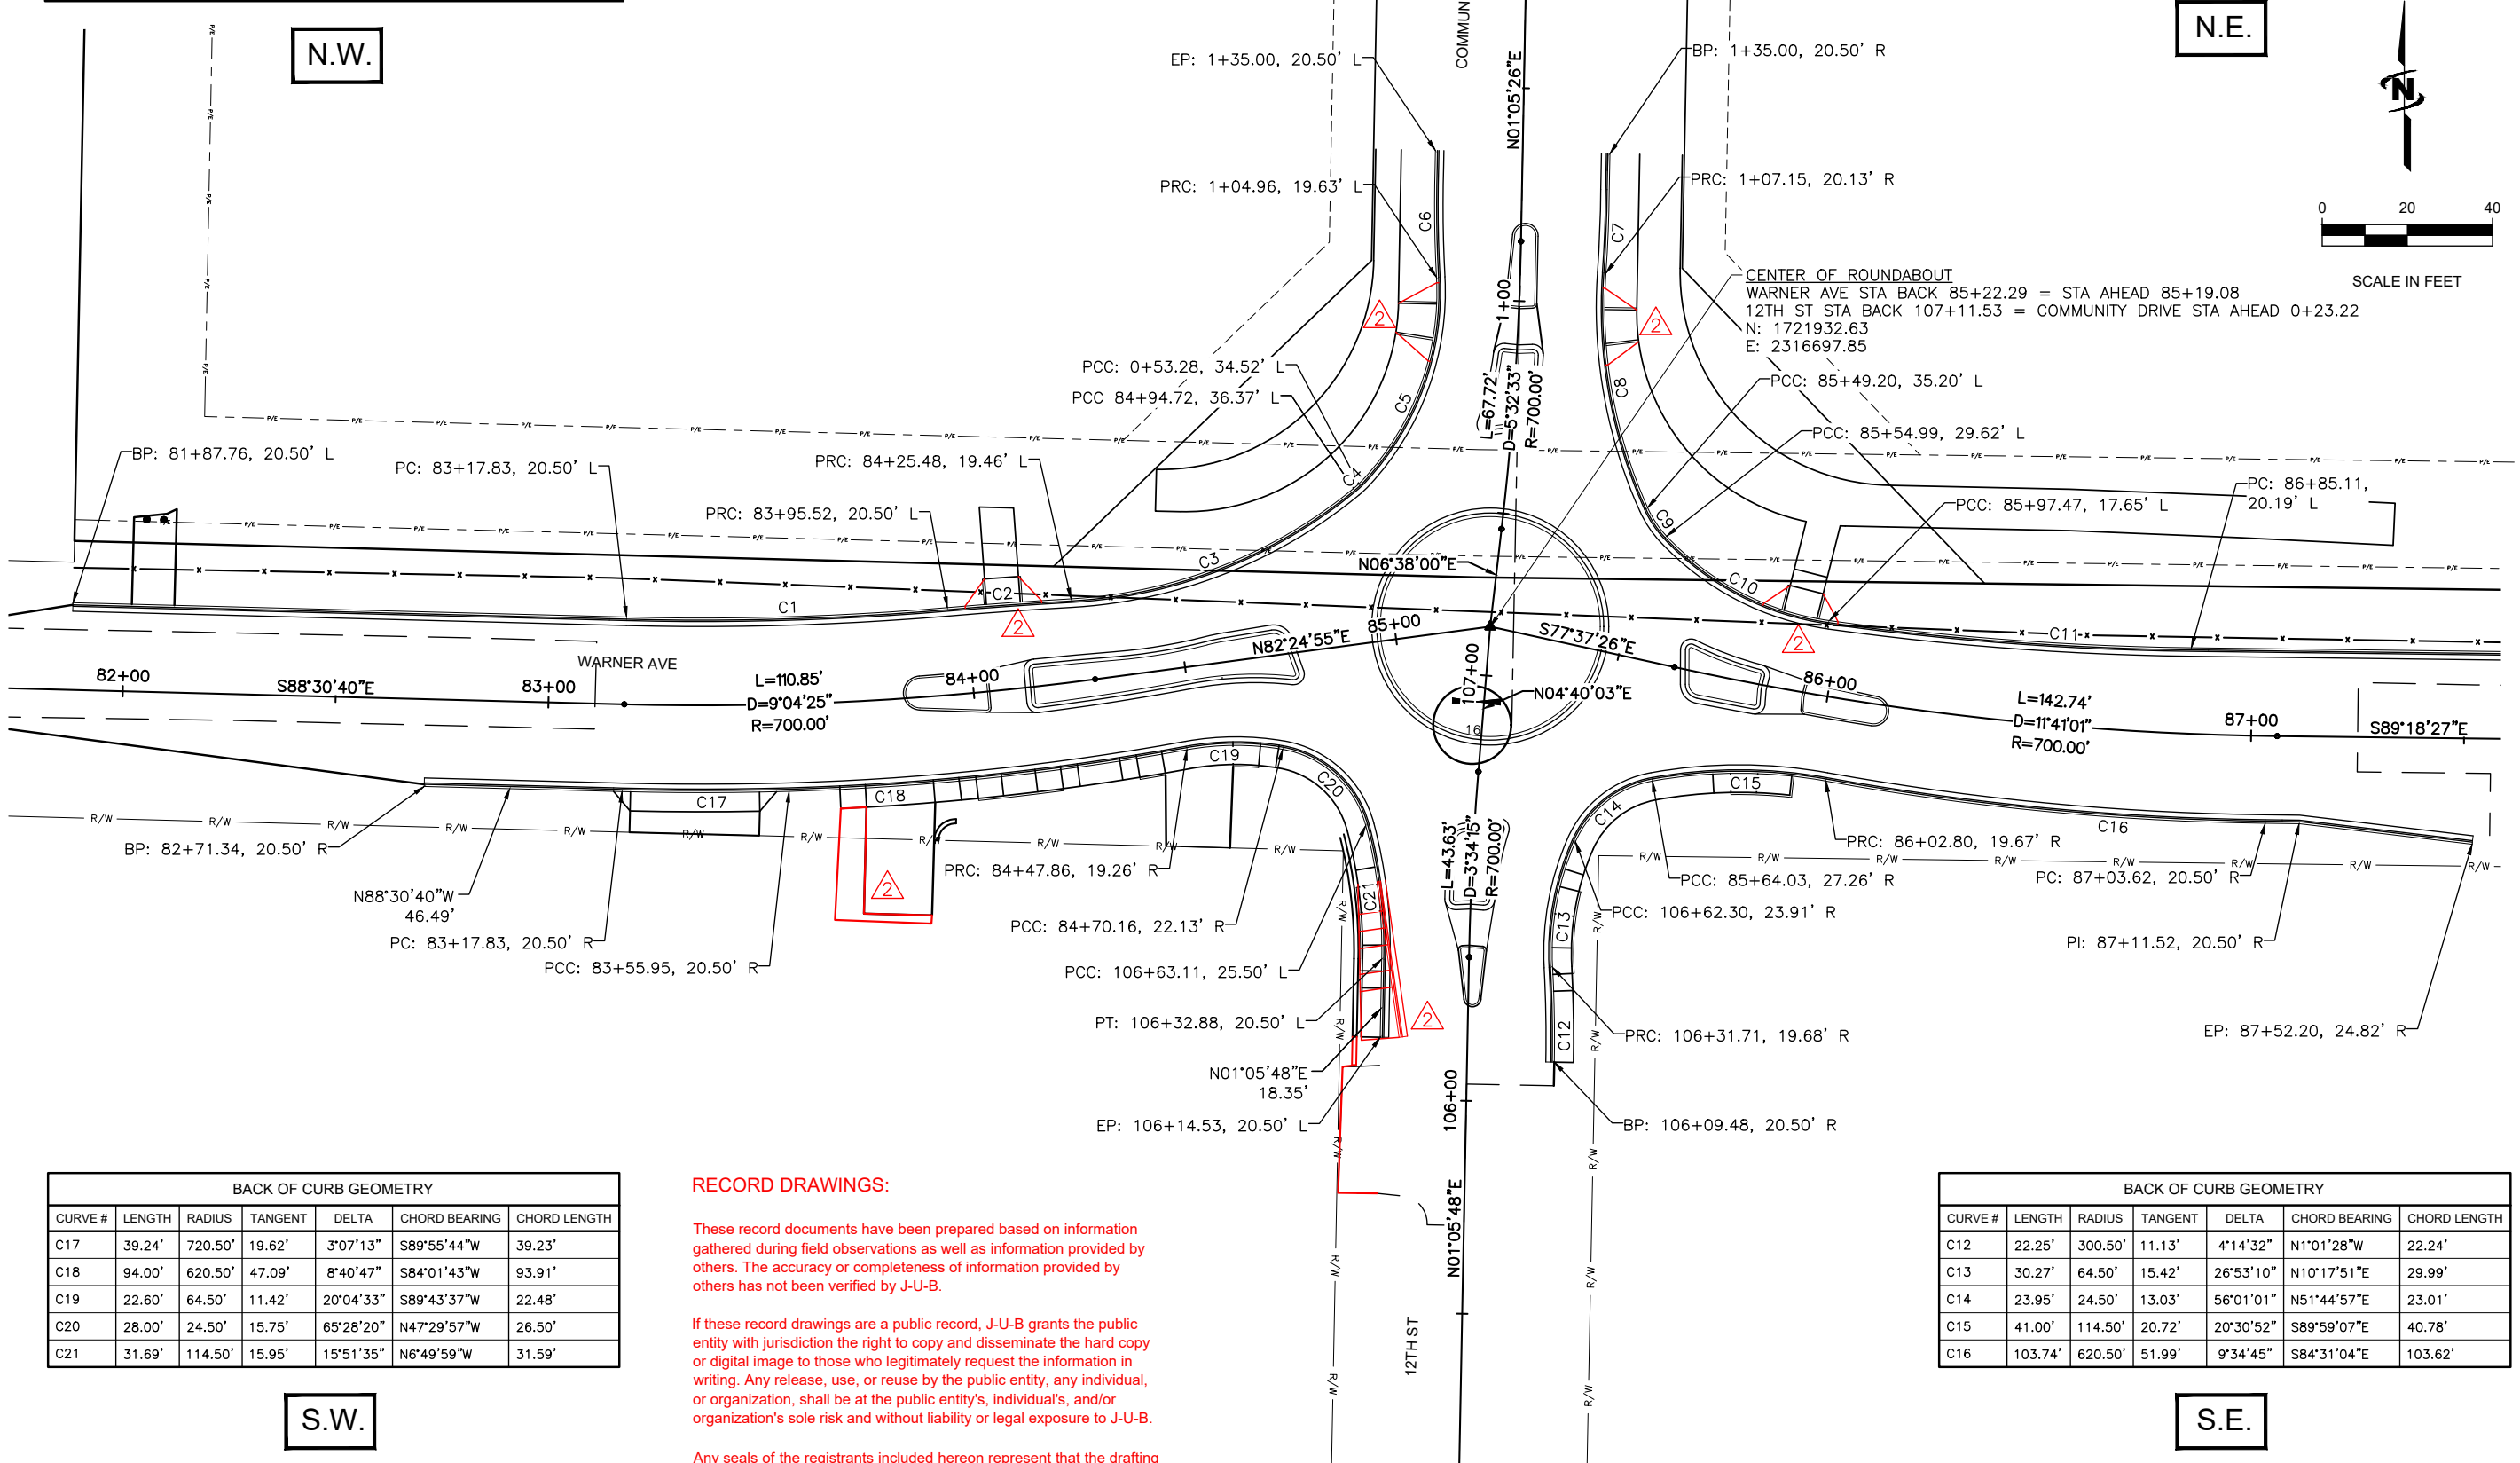 N.W.
N.E.
COMMUN
N01°05'26"E
EP: 1+35.00, 20.50' L
BP: 1+35.00, 20.50' R
N
PRC: 1+04.96, 19.63' L
PRC: 1+07.15, 20.13' R
C6
C7
0 20 40
SCALE IN FEET
CENTER OF ROUNDABOUT
WARNER AVE STA BACK 85+22.29 = STA AHEAD 85+19.08
12TH ST STA BACK 107+11.53 = COMMUNITY DRIVE STA AHEAD 0+23.22
N: 1721932.63
E: 2316697.85
1+00
2
2
PCC: 0+53.28, 34.52' L
PCC 84+94.72, 36.37' L
PCC: 85+49.20, 35.20' L
PCC: 85+54.99, 29.62' L
C5
C8
L=67.72'
D=5°32'33"
R=700.00'
BP: 81+87.76, 20.50' L
PC: 83+17.83, 20.50' L
PRC: 84+25.48, 19.46' L
C4
PRC: 83+95.52, 20.50' L
C9
PCC: 85+97.47, 17.65' L
PC: 86+85.11,
20.19' L
P/E P/E P/E P/E P/E P/E P/E P/E P/E P/E P/E P/E
C3
N06°38'00"E
C10
C1
C2
2
2
C11
WARNER AVE
85+00
N82°24'55"E
S77°37'26"E
82+00
S88°30'40"E
83+00
L=110.85'
D=9°04'25"
R=700.00'
84+00
107+00
N04°40'03"E
16
86+00
L=142.74'
D=11°41'01"
R=700.00'
87+00
S89°18'27"E
C17
C18
C19
C20
C14
C15
C16
R/W R/W R/W R/W R/W R/W R/W R/W R/W R/W R/W
BP: 82+71.34, 20.50' R
PRC: 84+47.86, 19.26' R
L=43.63'
D=3°34'15"
R=700.00'
PRC: 86+02.80, 19.67' R
PCC: 85+64.03, 27.26' R
PC: 87+03.62, 20.50' R
2
C21
N88°30'40"W
46.49'
PCC: 84+70.16, 22.13' R
C13
PCC: 106+62.30, 23.91' R
PC: 83+17.83, 20.50' R
PI: 87+11.52, 20.50' R
PCC: 83+55.95, 20.50' R
PCC: 106+63.11, 25.50' L
PT: 106+32.88, 20.50' L
2
C12
PRC: 106+31.71, 19.68' R
EP: 87+52.20, 24.82' R
N01°05'48"E
18.35'
106+00
EP: 106+14.53, 20.50' L
BP: 106+09.48, 20.50' R
N01°05'48"E
12TH ST
BACK OF CURB GEOMETRY
CURVE # LENGTH RADIUS TANGENT DELTA CHORD BEARING CHORD LENGTH
C17 39.24' 720.50' 19.62' 3°07'13" S89°55'44"W 39.23'
C18 94.00' 620.50' 47.09' 8°40'47" S84°01'43"W 93.91'
C19 22.60' 64.50' 11.42' 20°04'33" S89°43'37"W 22.48'
C20 28.00' 24.50' 15.75' 65°28'20" N47°29'57"W 26.50'
C21 31.69' 114.50' 15.95' 15°51'35" N6°49'59"W 31.59'
S.W.
RECORD DRAWINGS:
These record documents have been prepared based on information
gathered during field observations as well as information provided by
others. The accuracy or completeness of information provided by
others has not been verified by J-U-B.
If these record drawings are a public record, J-U-B grants the public
entity with jurisdiction the right to copy and disseminate the hard copy
or digital image to those who legitimately request the information in
writing. Any release, use, or reuse by the public entity, any individual,
or organization, shall be at the public entity's, individual's, and/or
organization's sole risk and without liability or legal exposure to J-U-B.
Any seals of the registrants included hereon represent that the drafting
BACK OF CURB GEOMETRY
CURVE # LENGTH RADIUS TANGENT DELTA CHORD BEARING CHORD LENGTH
C12 22.25' 300.50' 11.13' 4°14'32" N1°01'28"W 22.24'
C13 30.27' 64.50' 15.42' 26°53'10" N10°17'51"E 29.99'
C14 23.95' 24.50' 13.03' 56°01'01" N51°44'57"E 23.01'
C15 41.00' 114.50' 20.72' 20°30'52" S89°59'07"E 40.78'
C16 103.74' 620.50' 51.99' 9°34'45" S84°31'04"E 103.62'
S.E.